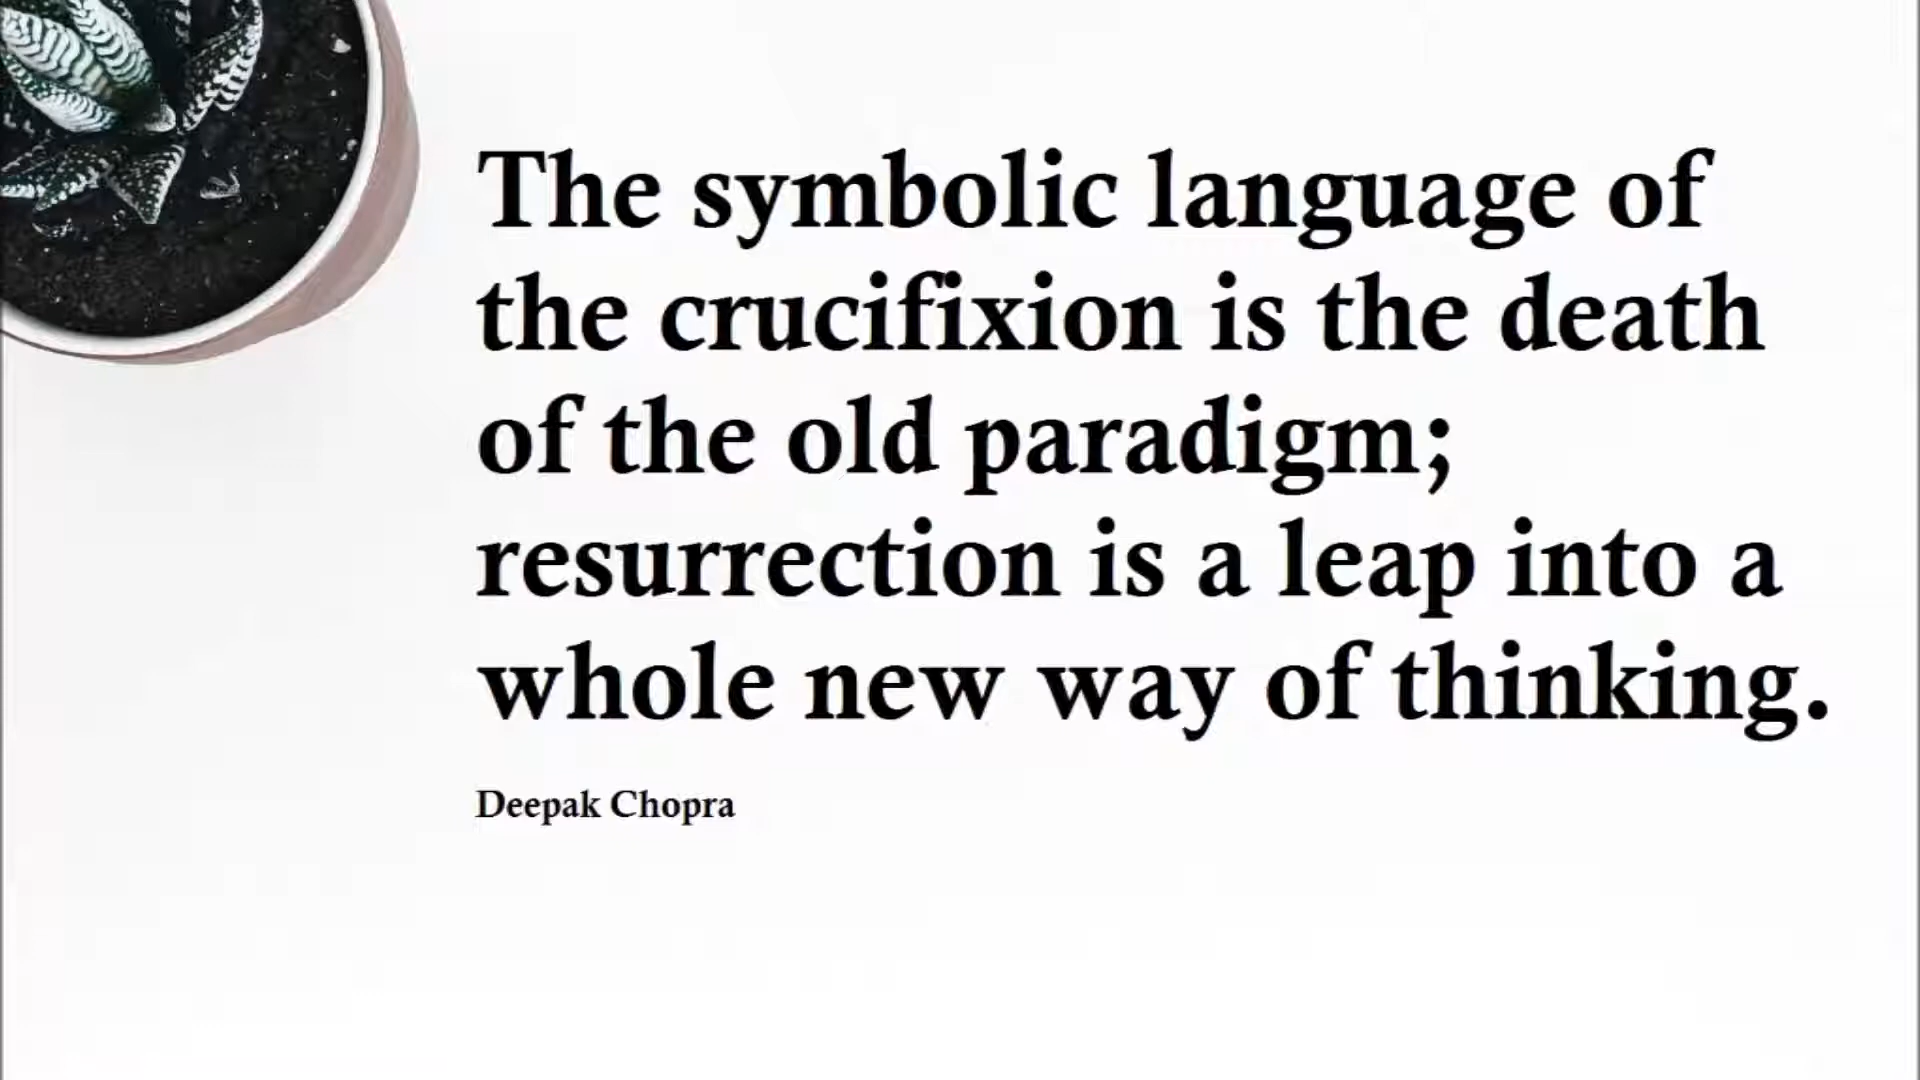 The symbolic language of
the crucifixion is the death
of the old paradigm;
resurrection is a leap into a
whole new way of thinking.
Deepak Chopra